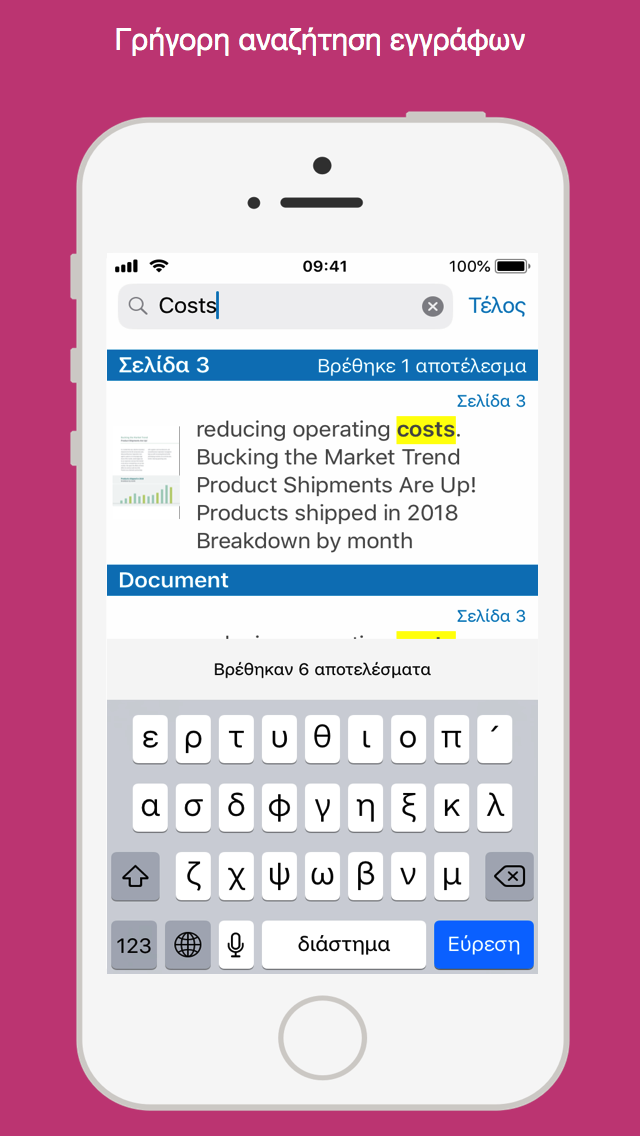 Γρήγορη αναζήτηση εγγράφων
09:41
100%
Costs
Τέλος
Σελίδα 3
Βρέθηκε 1 αποτέλεσμα
Σελίδα 3
reducing operating costs.
Bucking the Market Trend
Product Shipments Are Up!
Products shipped in 2018
Breakdown by month
Document
Σελίδα 3
Βρέθηκαν 6 αποτελέσματα
ε ρ τ υ θ ι ο π ΄
α σ δ φ γ η ξ κ λ
ζ χ ψ ω β ν μ
123 διάστημα Εύρεση